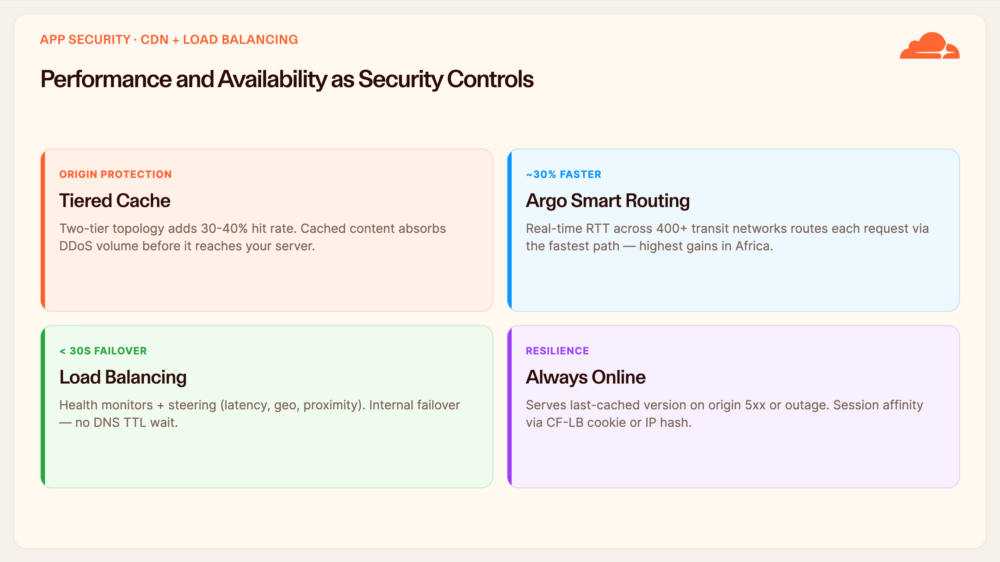 APP SECURITY · CDN + LOAD BALANCING
Performance and Availability as Security Controls
ORIGIN PROTECTION
Tiered Cache
Two-tier topology adds 30-40% hit rate. Cached content absorbs
DDoS volume before it reaches your server.
~30% FASTER
Argo Smart Routing
Real-time RTT across 400+ transit networks routes each request via
the fastest path — highest gains in Africa.
< 30S FAILOVER
Load Balancing
Health monitors + steering (latency, geo, proximity). Internal failover
— no DNS TTL wait.
RESILIENCE
Always Online
Serves last-cached version on origin 5xx or outage. Session affinity
via CF-LB cookie or IP hash.